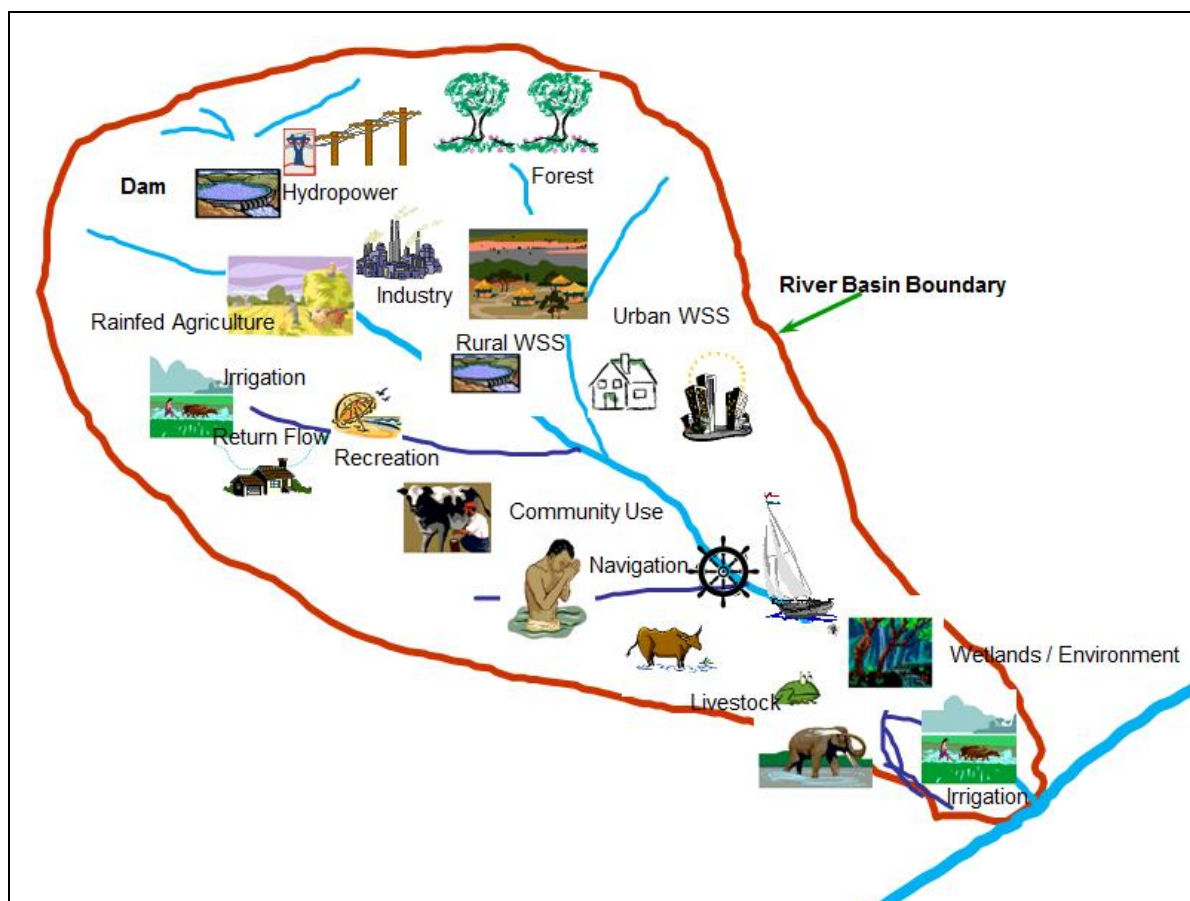 Forest
Dam
Hydropower
River Basin Boundary
Industry
Urban WSS
Rainfed Agriculture
Rural WSS
Irrigation
Return Flow
Recreation
Community Use
Navigation
Wetlands / Environment
Livestock
Irrigation